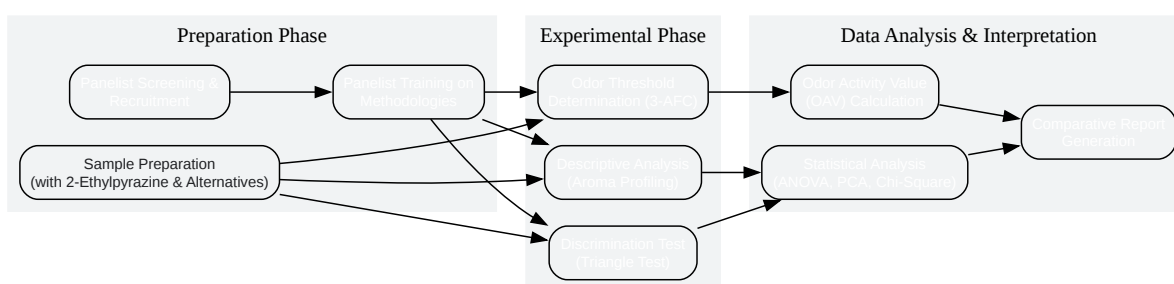 Preparation Phase
Panelist Screening &
Recruitment
Panelist Training on
Methodologies
Sample Preparation
(with 2-Ethylpyrazine & Alternatives)
Experimental Phase
Odor Threshold
Determination (3-AFC)
Descriptive Analysis
(Aroma Profiling)
Discrimination Test
(Triangle Test)
Data Analysis & Interpretation
Odor Activity Value
(OAV) Calculation
Statistical Analysis
(ANOVA, PCA, Chi-Square)
Comparative Report
Generation